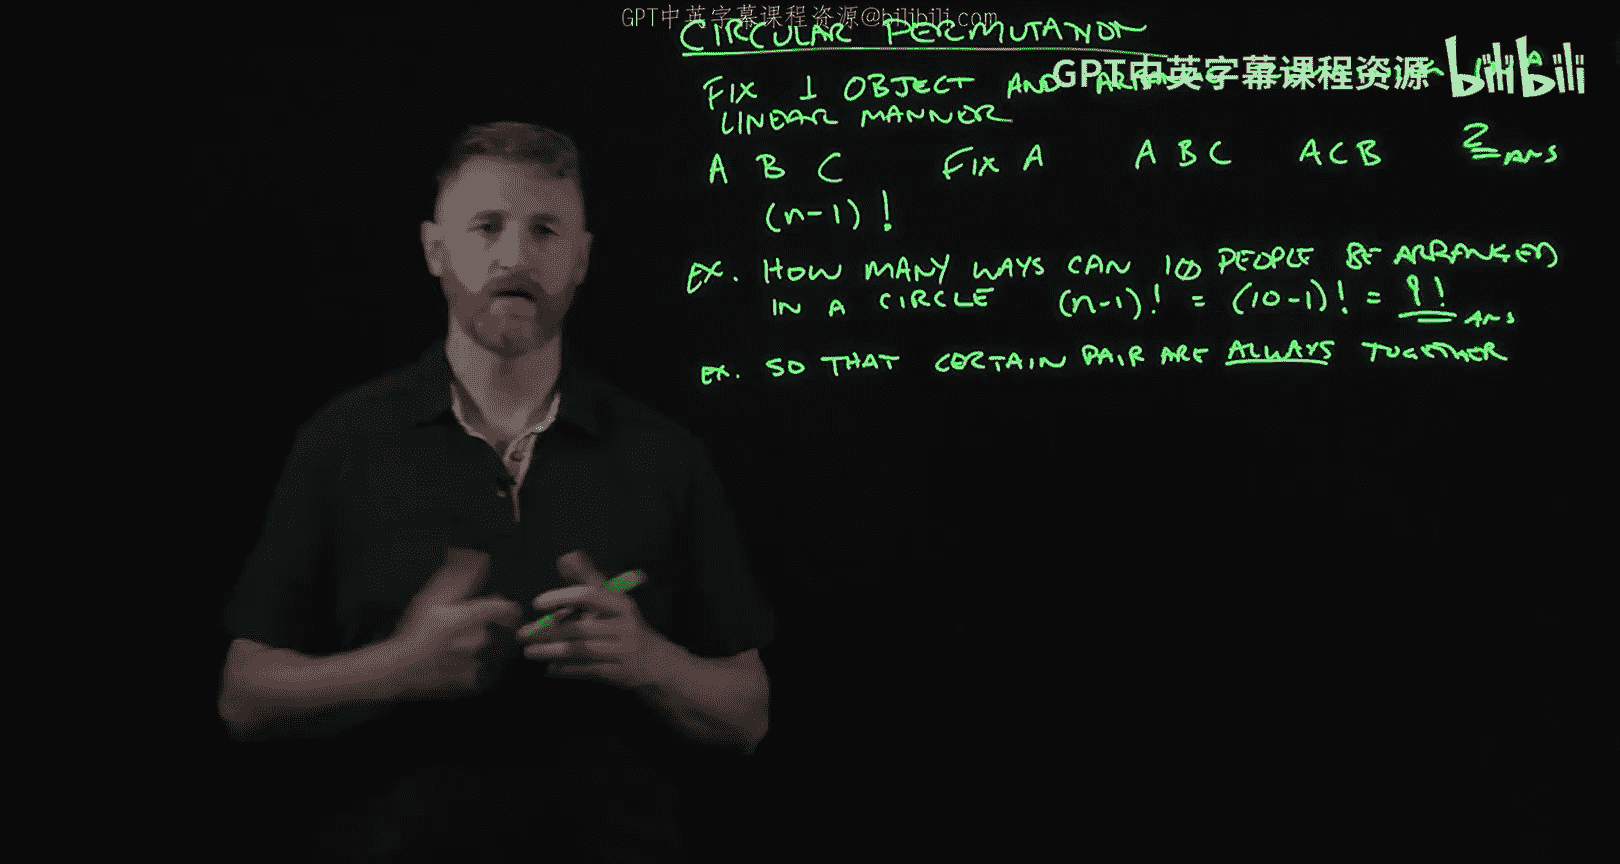 GPT中英字幕课程资源@bilibili.com
CIRCULAR PERMUTATION
GPT中英字幕课程资源 bilibili
FIX 1 OBJECT AND
LINEAR MANNER
A B C FIX A A B C A C B 2 ANS
(n-1)!
EX. HOW MANY WAYS CAN 10 PEOPLE BE ARRANGED
IN A CIRCLE (n-1)! = (10-1)! = 9! ANS
EX. SO THAT CERTAIN PAIR ARE ALWAYS TOGETHER